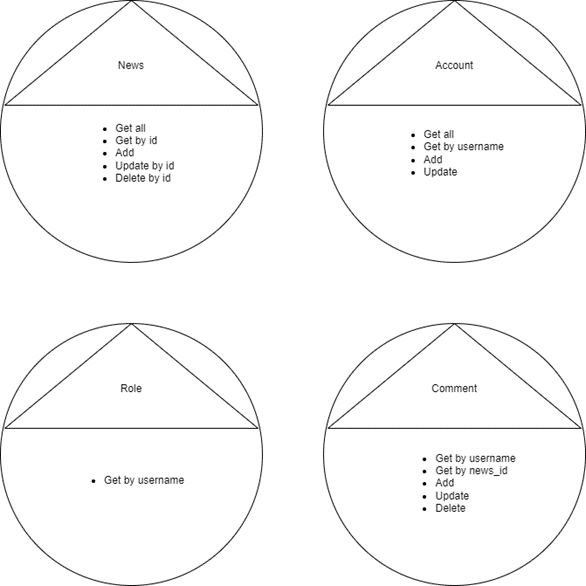 News
• Get all
• Get by id
• Add
• Update by id
• Delete by id
Account
• Get all
• Get by username
• Add
• Update
Role
• Get by username
Comment
• Get by username
• Get by news_id
• Add
• Update
• Delete